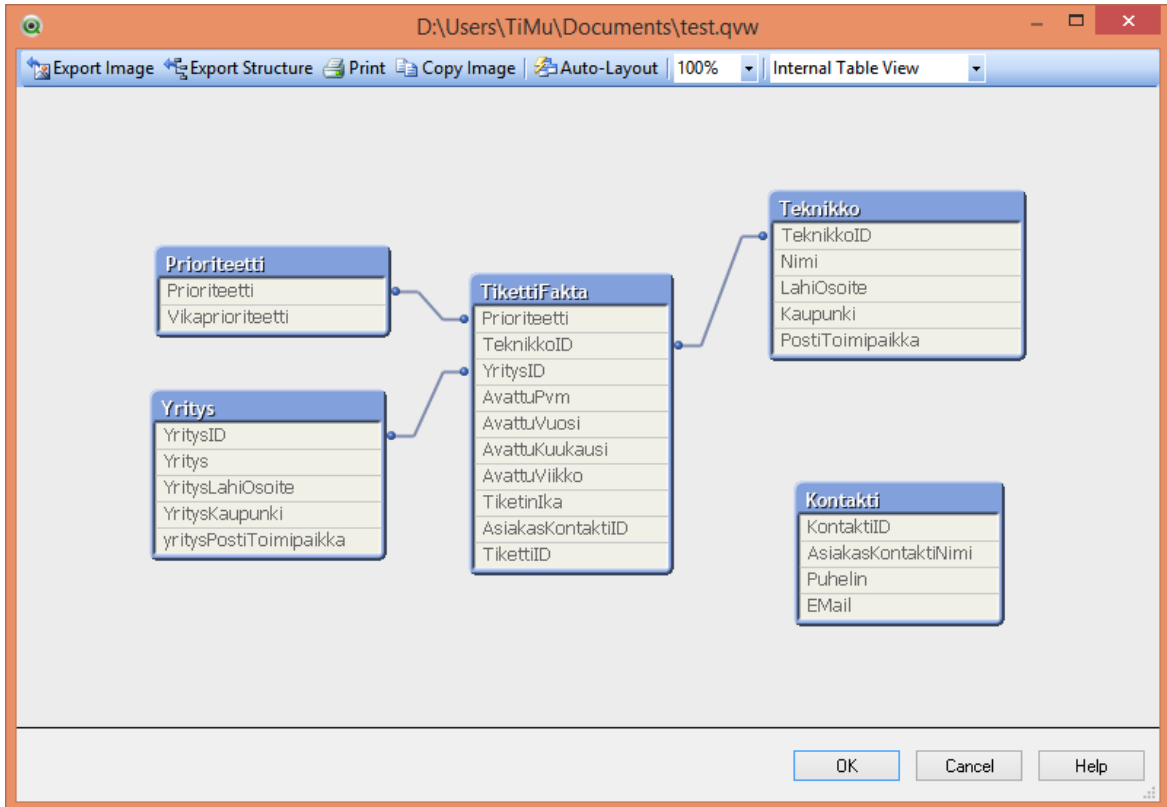 D:\Users\TiMu\Documents\test.qvw
Export Image Export Structure Print Copy Image Auto-Layout 100% Internal Table View
Prioriteetti
Prioriteetti
Vikaprioriteetti
Yritys
YritysID
Yritys
YritysLahiOsoite
YritysKaupunki
yritysPostiToimipaikka
TikettiFakta
Prioriteetti
TeknikkoID
YritysID
AvattuPvm
AvattuVuosi
AvattuKuukausi
AvattuViikko
TiketinIka
AsiakasKontaktiID
TikettiID
Teknikko
TeknikkoID
Nimi
LahiOsoite
Kaupunki
PostiToimipaikka
Kontakti
KontaktiID
AsiakasKontaktiNimi
Puhelin
EMail
OK Cancel Help